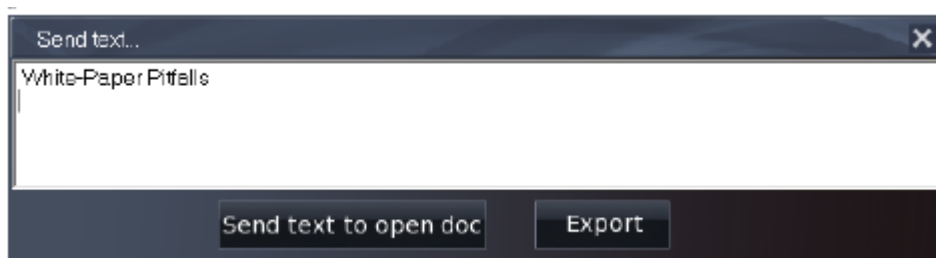 Send text...
White-Paper Pitfalls
Send text to open doc
Export